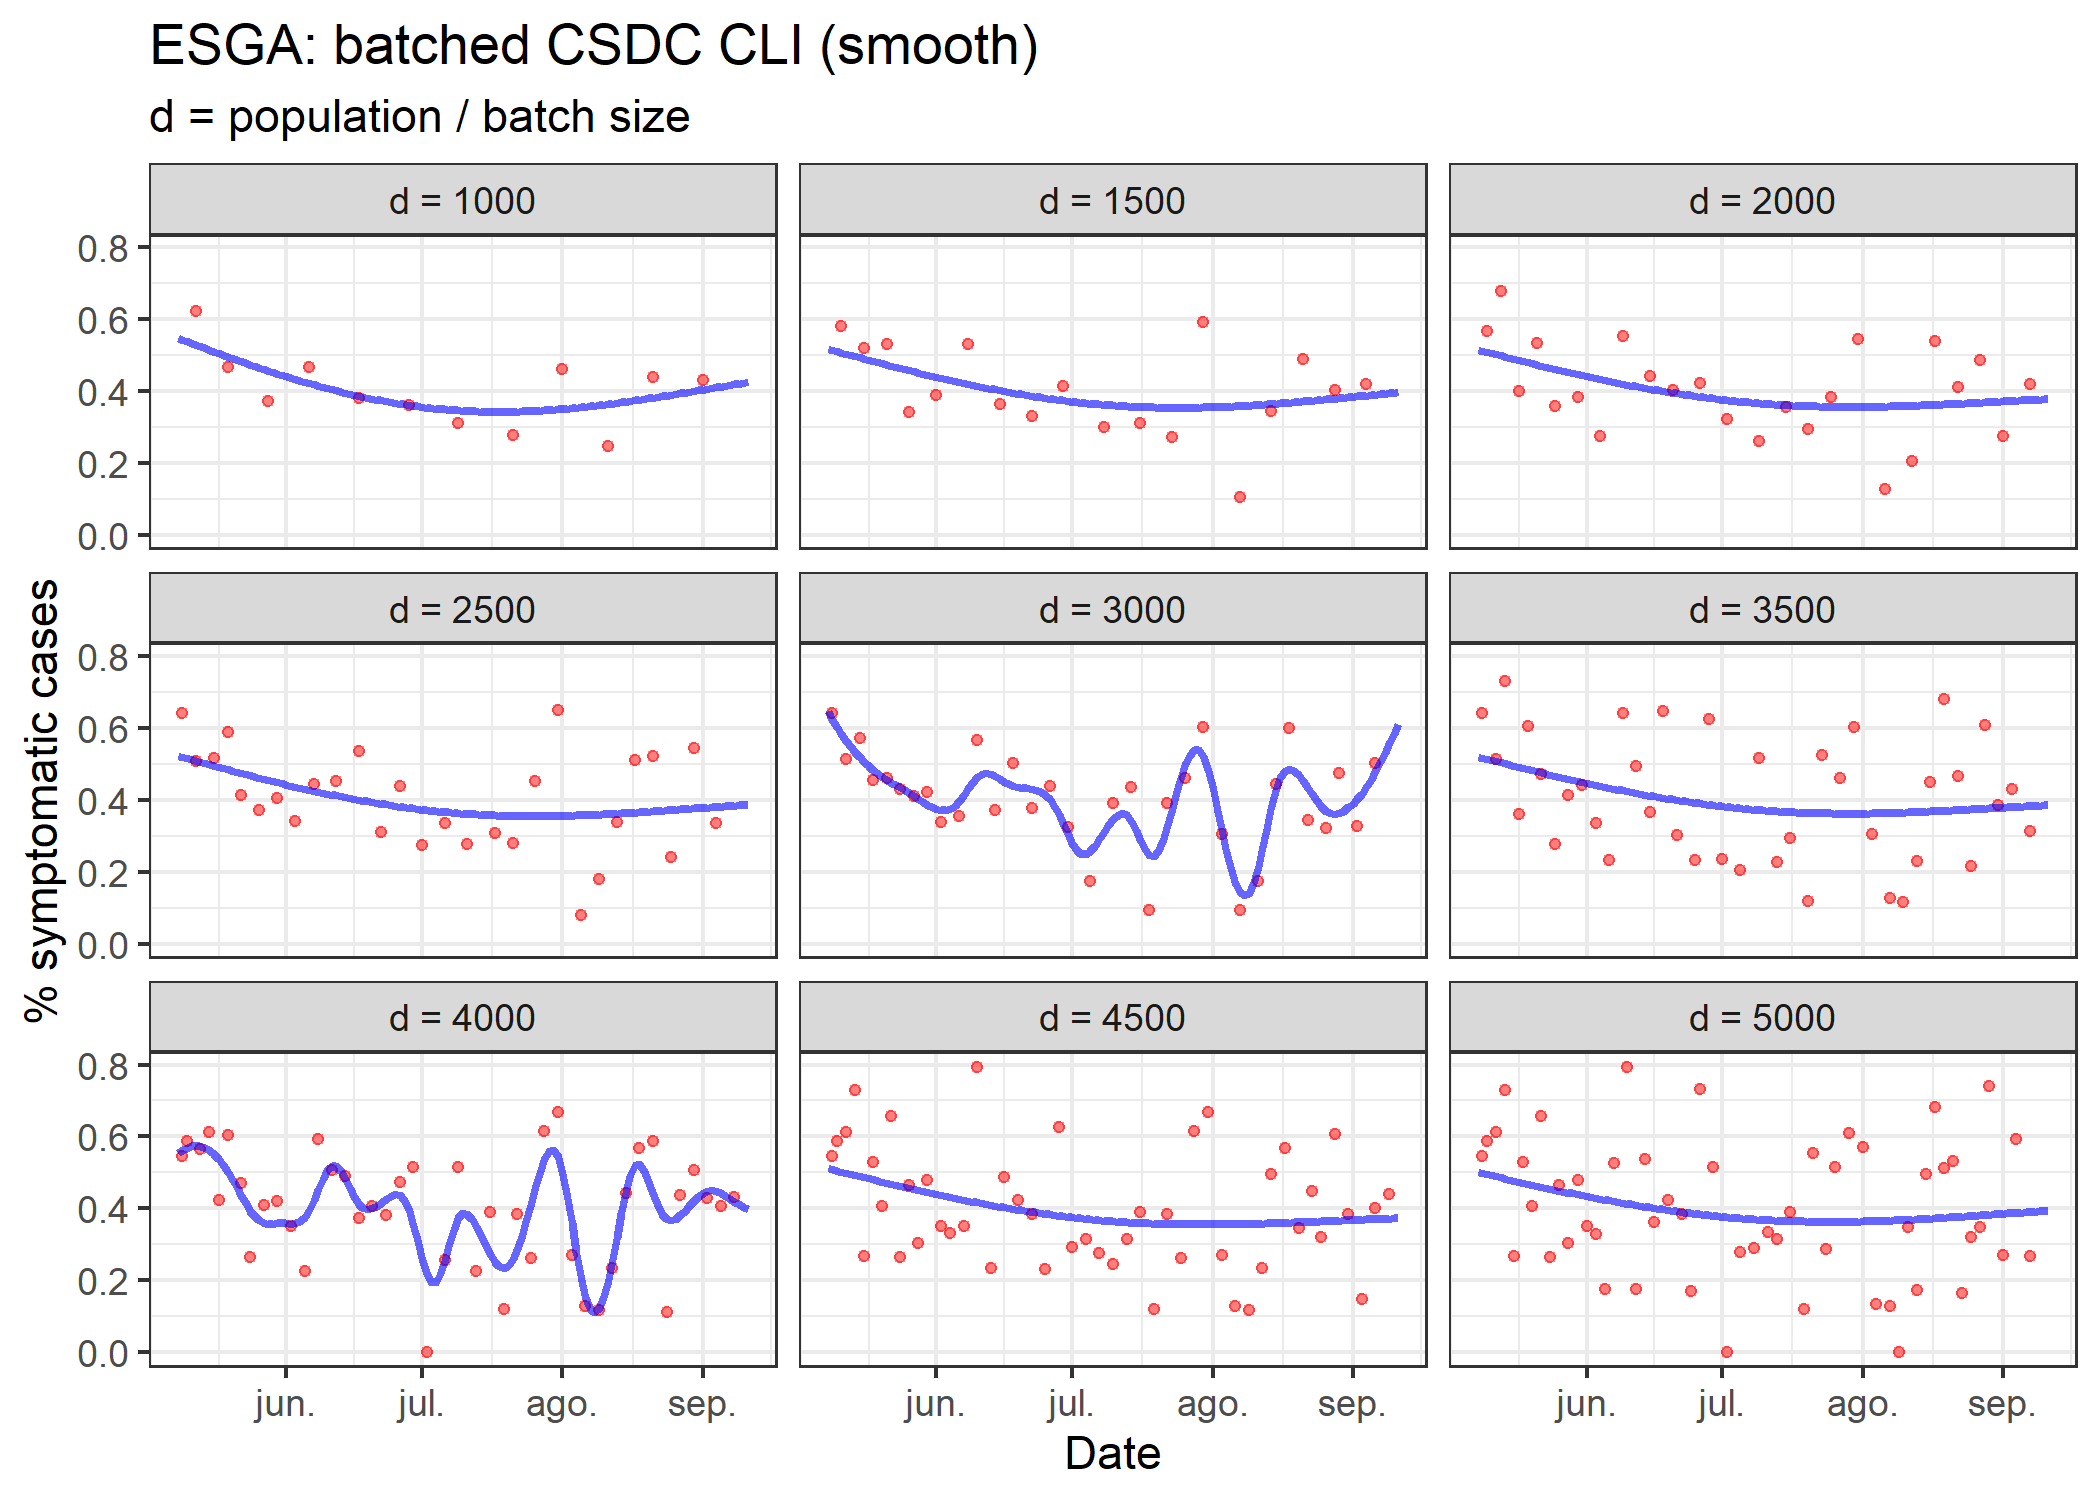 ESGA: batched CSDC CLI (smooth)
d = population / batch size
d = 1000
d = 1500
d = 2000
0.8
0.6
0.4
0.2
0.0
d = 2500
d = 3000
d = 3500
0.8
0.6
0.4
0.2
0.0
% symptomatic cases
d = 4000
d = 4500
d = 5000
0.8
0.6
0.4
0.2
0.0
jun. jul. ago. sep.
jun. jul. ago. sep.
jun. jul. ago. sep.
Date